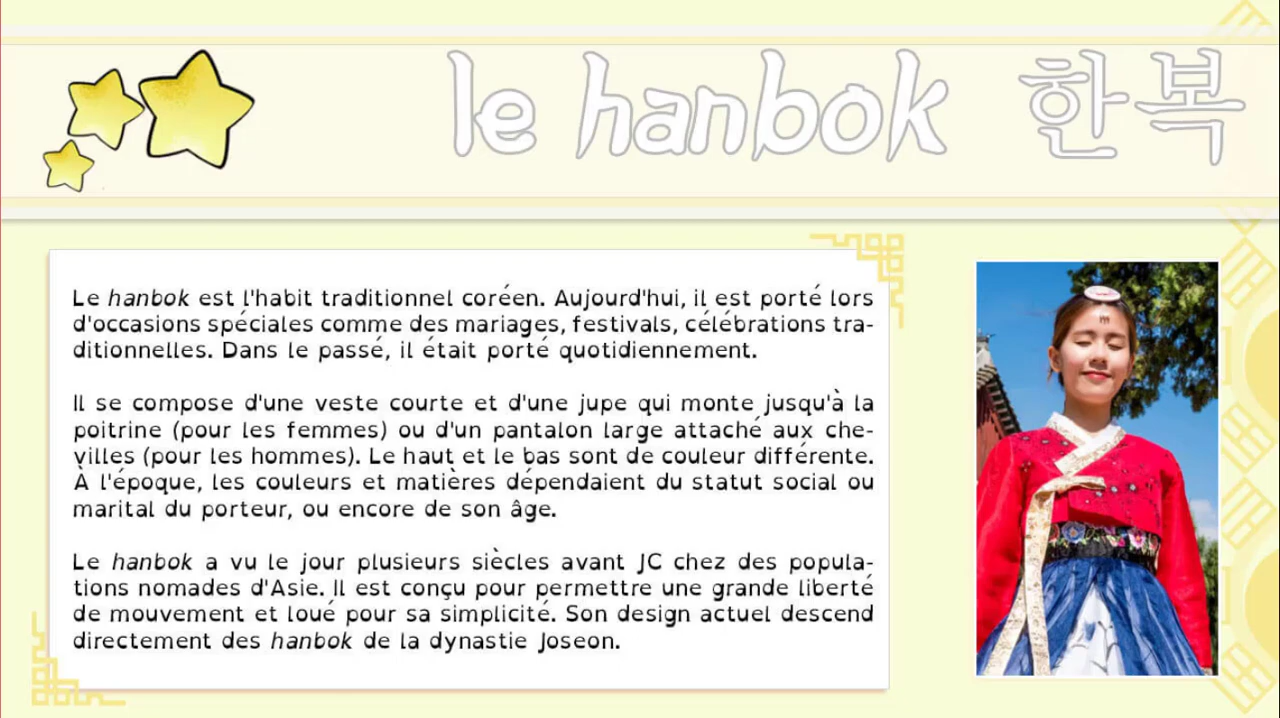 le hanbok 한복
Le hanbok est l'habit traditionnel coréen. Aujourd'hui, il est porté lors
d'occasions spéciales comme des mariages, festivals, célébrations tra-
ditionnelles. Dans le passé, il était porté quotidiennement.
Il se compose d'une veste courte et d'une jupe qui monte jusqu'à la
poitrine (pour les femmes) ou d'un pantalon large attaché aux che-
villes (pour les hommes). Le haut et le bas sont de couleur différente.
À l'époque, les couleurs et matières dépendaient du statut social ou
marital du porteur, ou encore de son âge.
Le hanbok a vu le jour plusieurs siècles avant JC chez des popula-
tions nomades d'Asie. Il est conçu pour permettre une grande liberté
de mouvement et loué pour sa simplicité. Son design actuel descend
directement des hanbok de la dynastie Joseon.